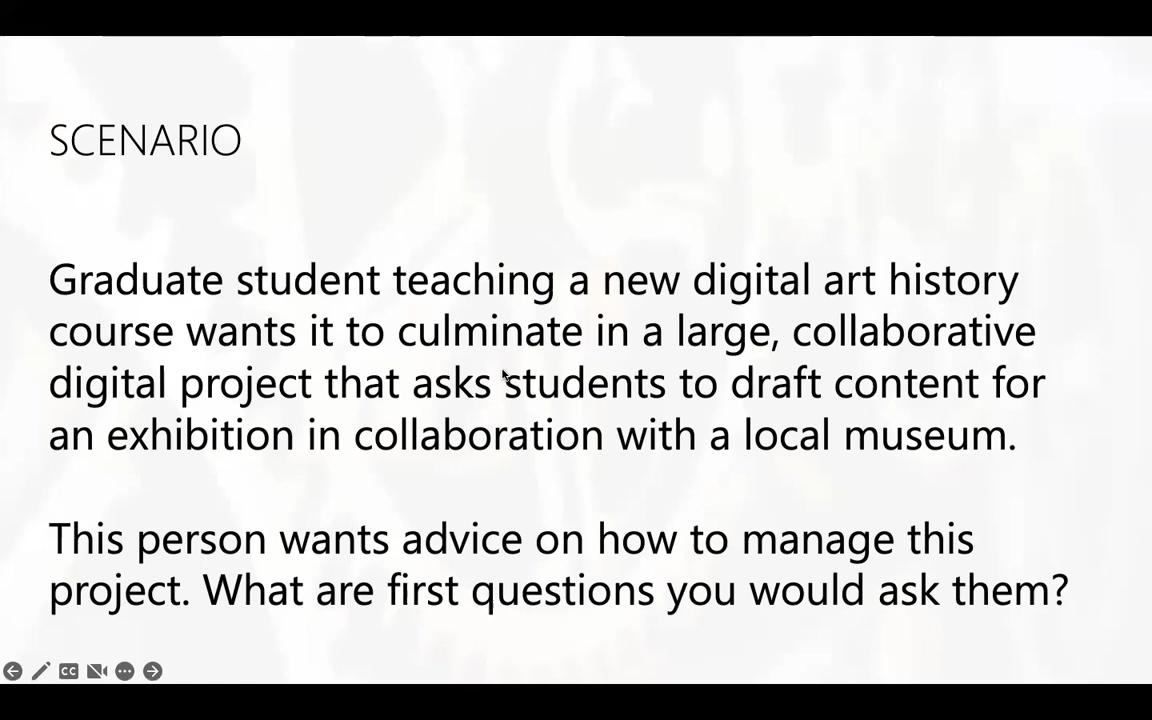 SCENARIO
Graduate student teaching a new digital art history
course wants it to culminate in a large, collaborative
digital project that asks students to draft content for
an exhibition in collaboration with a local museum.
This person wants advice on how to manage this
project. What are first questions you would ask them?
CC